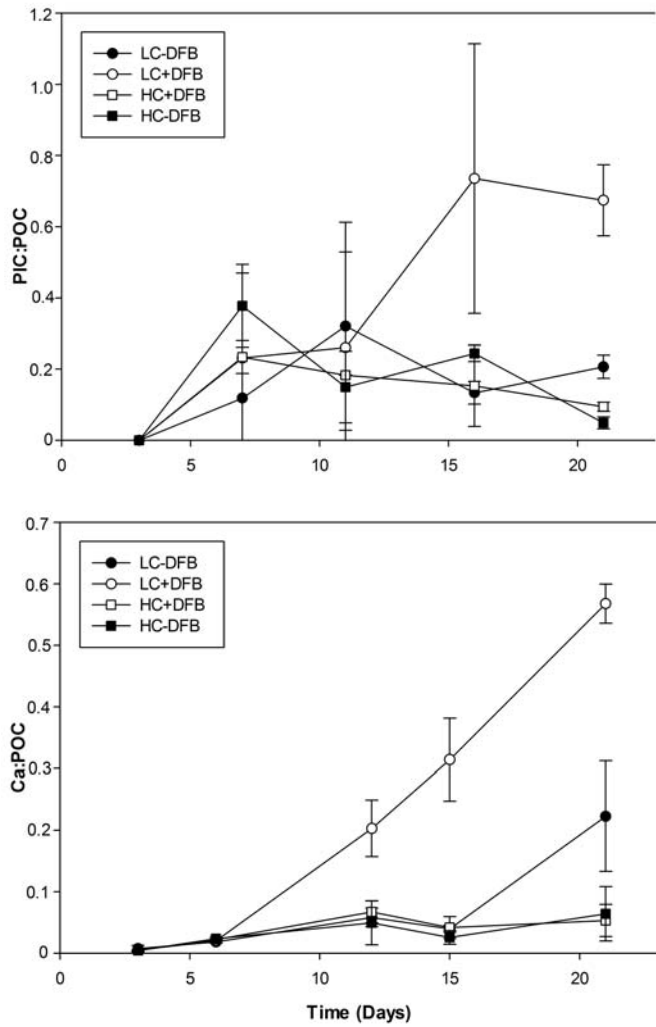 1.2
LC-DFB
LC+DFB
HC+DFB
HC-DFB
1.0
0.8
0.6
0.4
0.2
0
PIC:POC
0 5 10 15 20
0.7
LC-DFB
LC+DFB
HC+DFB
HC-DFB
0.6
0.5
0.4
0.3
0.2
0.1
0
Ca:POC
0 5 10 15 20
Time (Days)